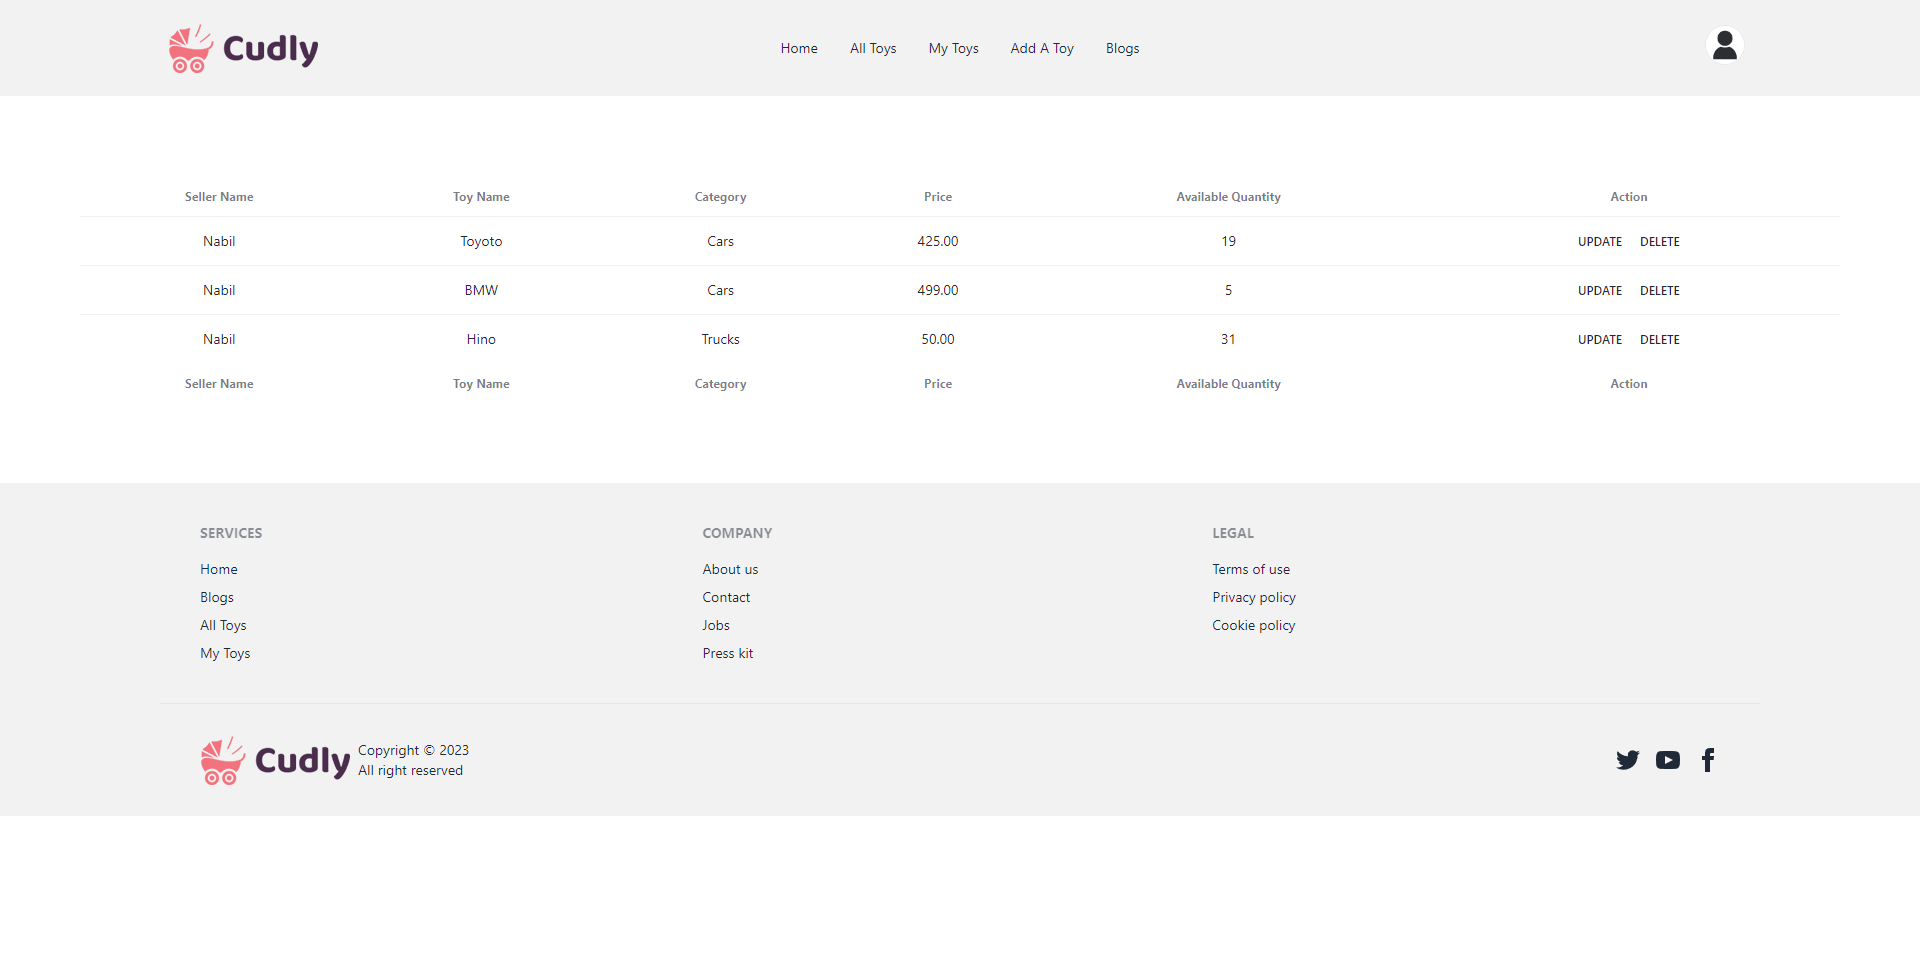 Cudly Home All Toys My Toys Add A Toy Blogs
Seller Name Toy Name Category Price Available Quantity Action
Nabil Toyoto Cars 425.00 19 UPDATE DELETE
Nabil BMW Cars 499.00 5 UPDATE DELETE
Nabil Hino Trucks 50.00 31 UPDATE DELETE
Seller Name Toy Name Category Price Available Quantity Action
SERVICES COMPANY LEGAL
Home About us Terms of use
Blogs Contact Privacy policy
All Toys Jobs Cookie policy
My Toys Press kit
Cudly
Copyright © 2023
All right reserved